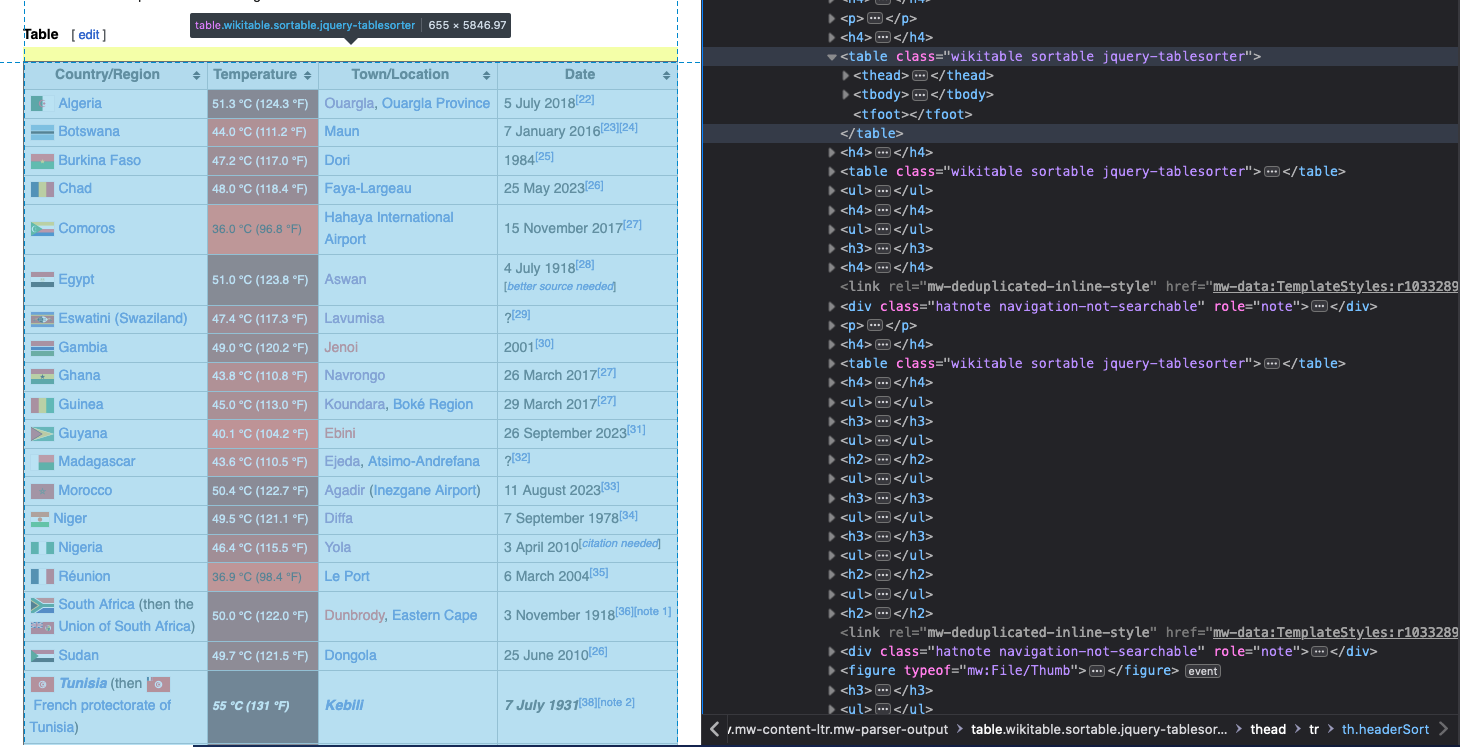 table.wikitable.sortable.jquery-tablesorter 655 × 5846.97
Table [ edit ]
Country/Region Temperature Town/Location Date
Algeria 51.3 °C (124.3 °F) Ouargla, Ouargla Province 5 July 2018[22]
Botswana 44.0 °C (111.2 °F) Maun 7 January 2016[23][24]
Burkina Faso 47.2 °C (117.0 °F) Dori 1984[25]
Chad 48.0 °C (118.4 °F) Faya-Largeau 25 May 2023[26]
Comoros 36.0 °C (96.8 °F) Hahaya International
Airport 15 November 2017[27]
Egypt 51.0 °C (123.8 °F) Aswan 4 July 1918[28]
[better source needed]
Eswatini (Swaziland) 47.4 °C (117.3 °F) Lavumisa ?[29]
Gambia 49.0 °C (120.2 °F) Jenoi 2001[30]
Ghana 43.8 °C (110.8 °F) Navrongo 26 March 2017[27]
Guinea 45.0 °C (113.0 °F) Koundara, Boké Region 29 March 2017[27]
Guyana 40.1 °C (104.2 °F) Ebini 26 September 2023[31]
Madagascar 43.6 °C (110.5 °F) Ejeda, Atsimo-Andrefana ?[32]
Morocco 50.4 °C (122.7 °F) Agadir (Inezgane Airport) 11 August 2023[33]
Niger 49.5 °C (121.1 °F) Diffa 7 September 1978[34]
Nigeria 46.4 °C (115.5 °F) Yola 3 April 2010[citation needed]
Réunion 36.9 °C (98.4 °F) Le Port 6 March 2004[35]
South Africa (then the
Union of South Africa) 50.0 °C (122.0 °F) Dunbrody, Eastern Cape 3 November 1918[36][note 1]
Sudan 49.7 °C (121.5 °F) Dongola 25 June 2010[26]
Tunisia (then
French protectorate of
Tunisia) 55 °C (131 °F) Kebili 7 July 1931[38][note 2]
<p>···</p>
<h4>···</h4>
<table class="wikitable sortable jquery-tablesorter">
<thead>···</thead>
<tbody>···</tbody>
<tfoot></tfoot>
</table>
<h4>···</h4>
<table class="wikitable sortable jquery-tablesorter">···</table>
<ul>···</ul>
<h4>···</h4>
<ul>···</ul>
<h3>···</h3>
<h4>···</h4>
<link rel="mw-deduplicated-inline-style" href="mw-data:TemplateStyles:r1033289
<div class="hatnote navigation-not-searchable" role="note">···</div>
<p>···</p>
<h4>···</h4>
<table class="wikitable sortable jquery-tablesorter">···</table>
<h4>···</h4>
<ul>···</ul>
<h3>···</h3>
<ul>···</ul>
<h2>···</h2>
<ul>···</ul>
<h3>···</h3>
<ul>···</ul>
<h3>···</h3>
<ul>···</ul>
<h2>···</h2>
<ul>···</ul>
<h2>···</h2>
<link rel="mw-deduplicated-inline-style" href="mw-data:TemplateStyles:r1033289
<div class="hatnote navigation-not-searchable" role="note">···</div>
<figure typeof="mw:File/Thumb">···</figure> event
<h3>···</h3>
<ul>···</ul>
.mw-content-ltr.mw-parser-output table.wikitable.sortable.jquery-tablesor... thead tr th.headerSort